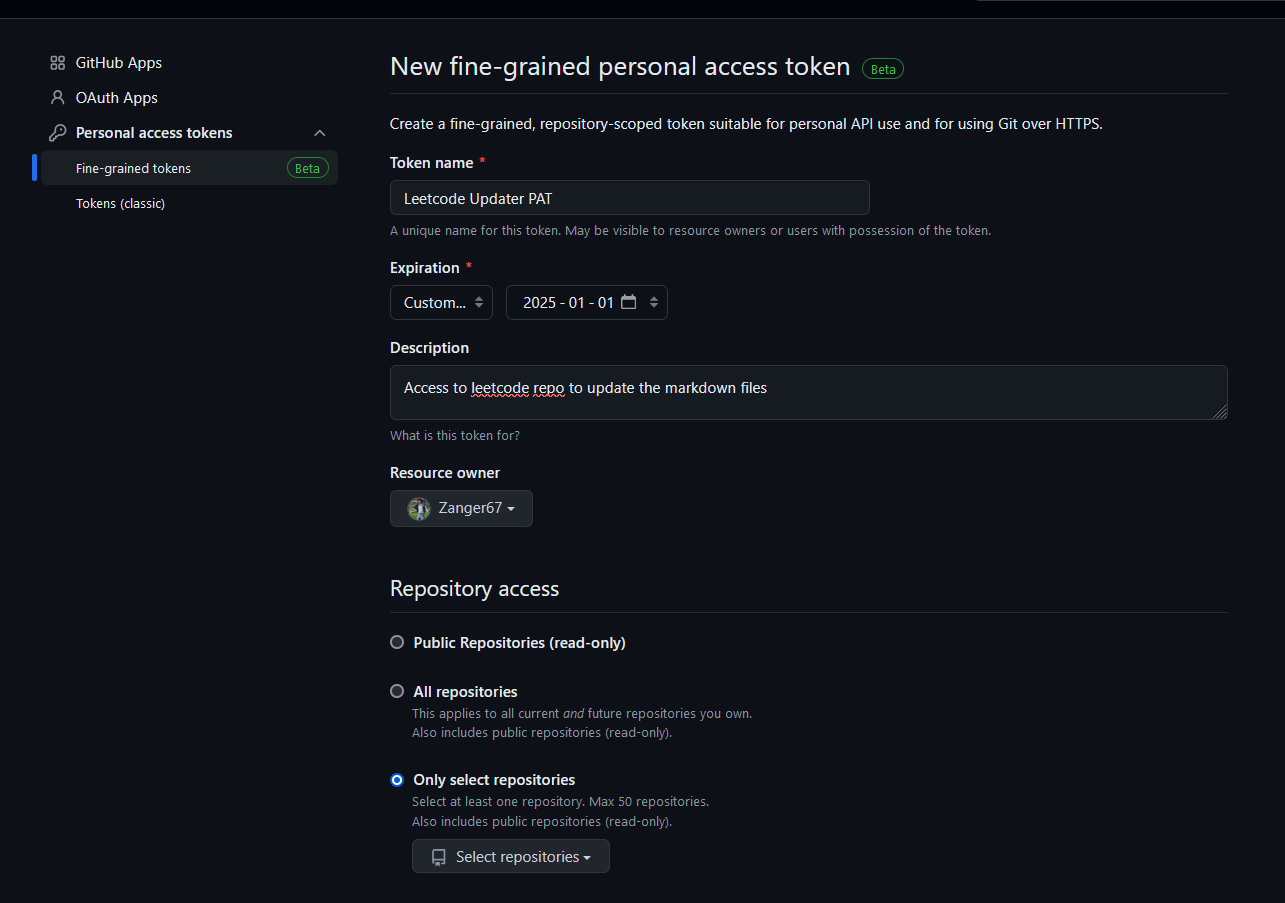 GitHub Apps
OAuth Apps
Personal access tokens
Fine-grained tokens Beta
Tokens (classic)
New fine-grained personal access token Beta
Create a fine-grained, repository-scoped token suitable for personal API use and for using Git over HTTPS.
Token name *
Leetcode Updater PAT
A unique name for this token. May be visible to resource owners or users with possession of the token.
Expiration *
Custom... 2025 - 01 - 01
Description
Access to leetcode repo to update the markdown files
What is this token for?
Resource owner
Zanger67
Repository access
Public Repositories (read-only)
All repositories
This applies to all current and future repositories you own.
Also includes public repositories (read-only).
Only select repositories
Select at least one repository. Max 50 repositories.
Also includes public repositories (read-only).
Select repositories